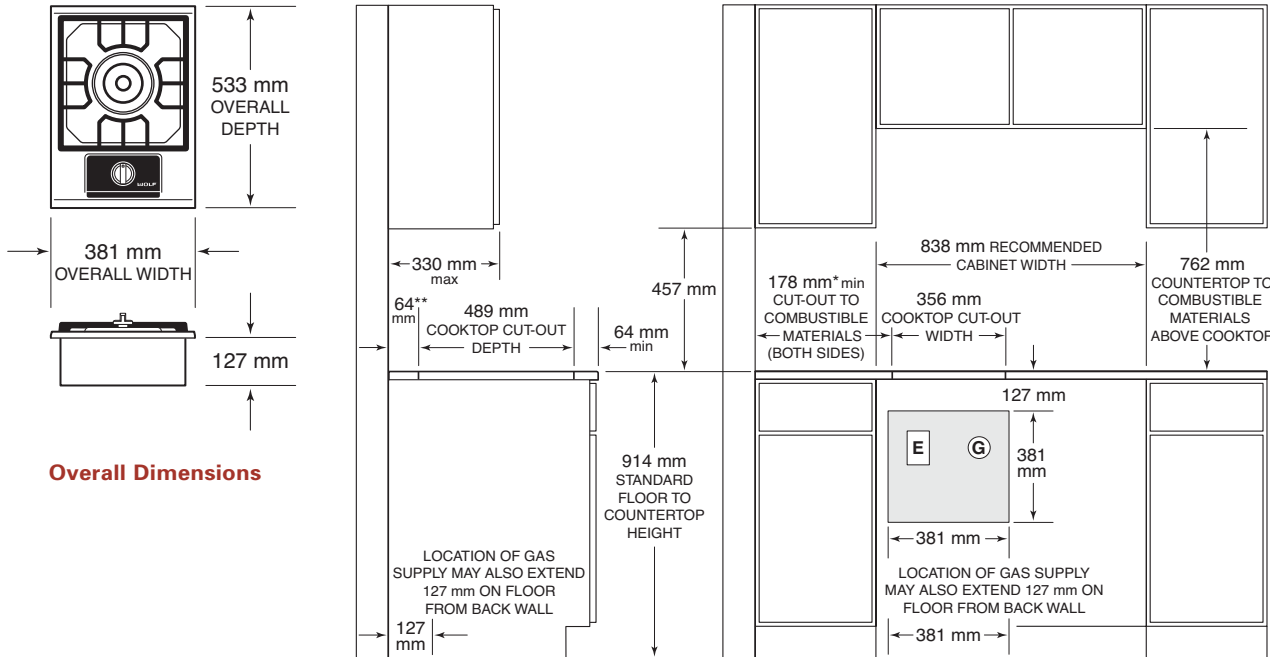 533 mm
OVERALL
DEPTH
WOLF
381 mm
OVERALL WIDTH
127 mm
Overall Dimensions
330 mm
max
64**
mm
489 mm
COOKTOP CUT-OUT
DEPTH
64 mm
min
457 mm
914 mm
STANDARD
FLOOR TO
COUNTERTOP
HEIGHT
LOCATION OF GAS
SUPPLY MAY ALSO EXTEND
127 mm ON FLOOR
FROM BACK WALL
127
mm
838 mm RECOMMENDED
CABINET WIDTH
178 mm* min
CUT-OUT TO
COMBUSTIBLE
MATERIALS
(BOTH SIDES)
356 mm
COOKTOP CUT-OUT
WIDTH
762 mm
COUNTERTOP TO
COMBUSTIBLE
MATERIALS
ABOVE COOKTOP
127 mm
E
G
381
mm
381 mm
LOCATION OF GAS SUPPLY
MAY ALSO EXTEND 127 mm ON
FLOOR FROM BACK WALL
381 mm